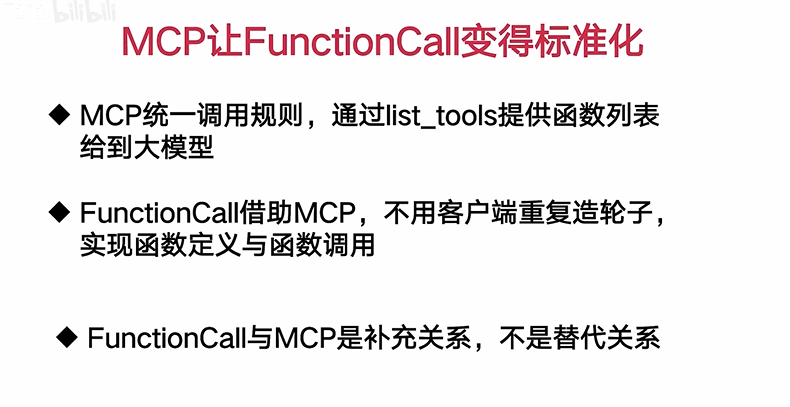 bilibili
MCP让FunctionCall变得标准化
◆ MCP统一调用规则，通过list_tools提供函数列表
给到大模型
◆ FunctionCall借助MCP，不用客户端重复造轮子，
实现函数定义与函数调用
◆ FunctionCall与MCP是补充关系，不是替代关系